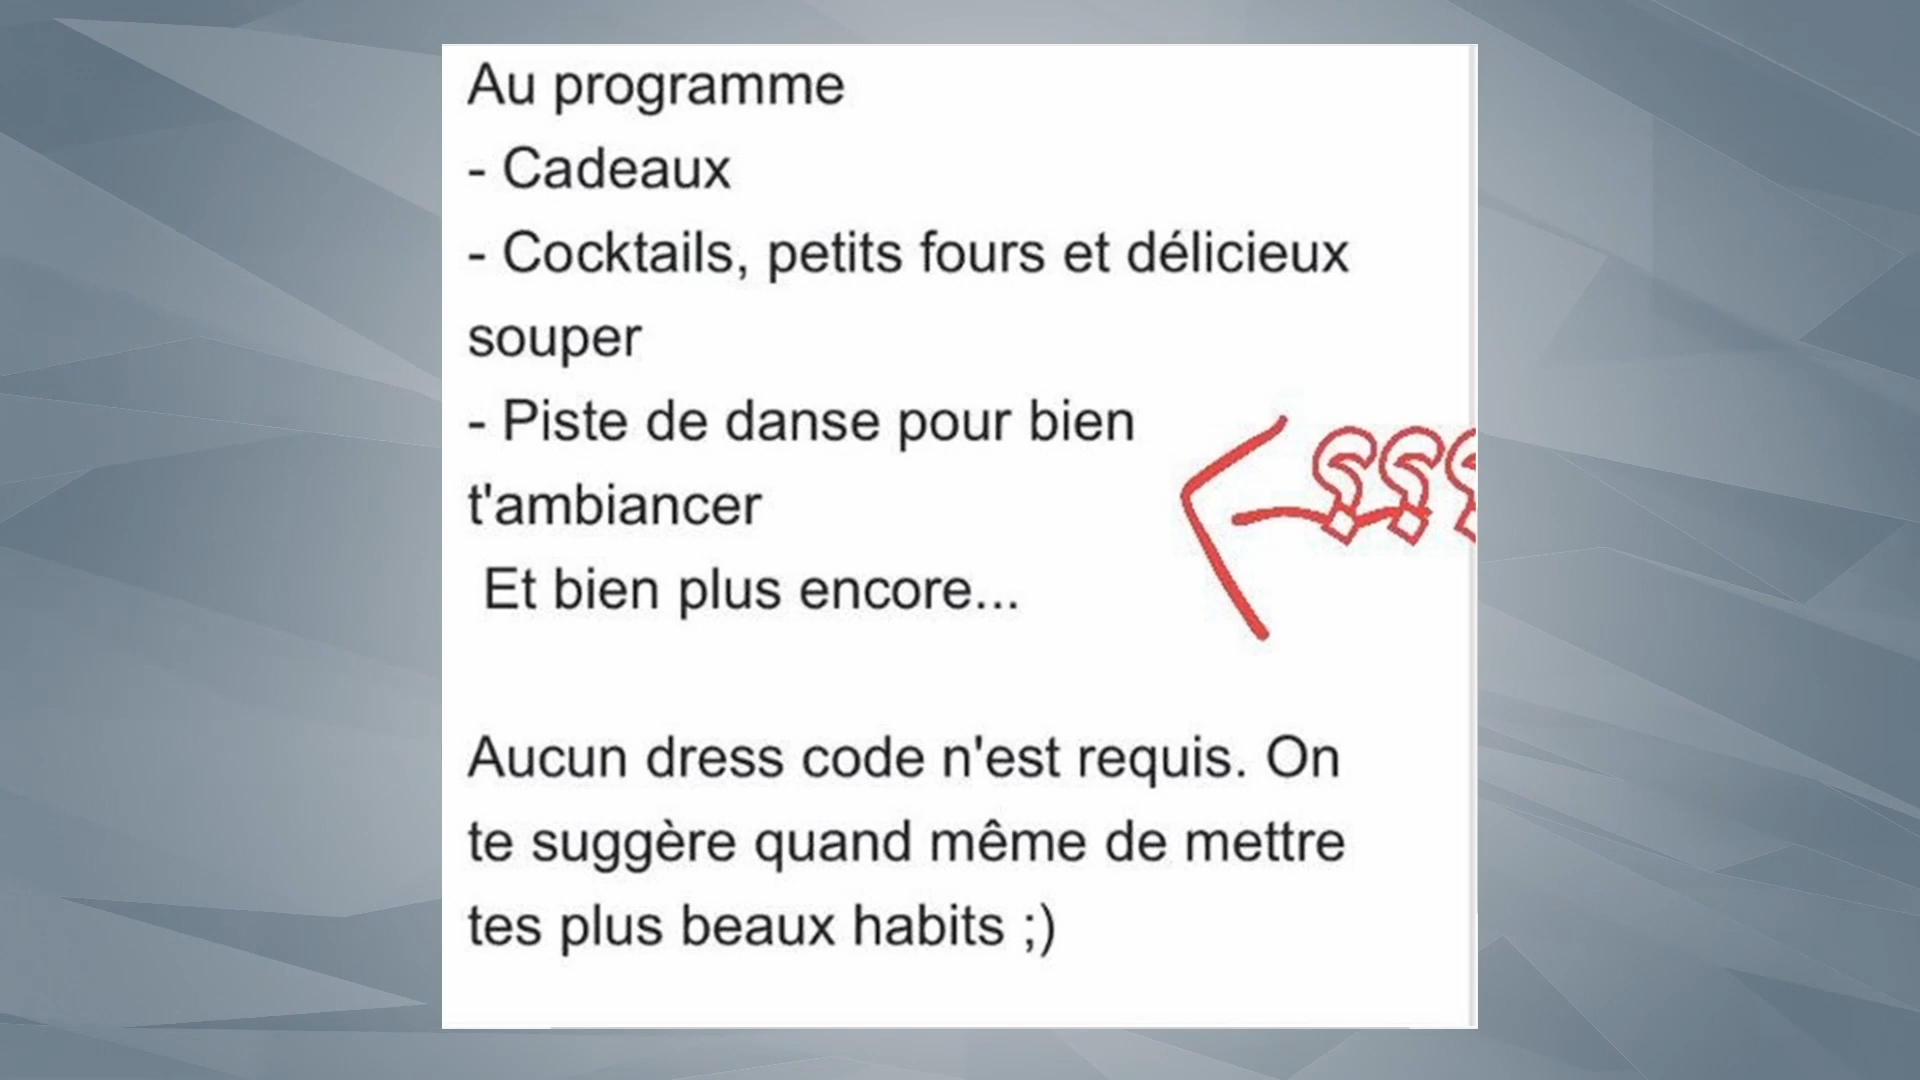 Au programme
- Cadeaux
- Cocktails, petits fours et délicieux
souper
- Piste de danse pour bien
t'ambiancer
Et bien plus encore...
???
Aucun dress code n'est requis. On
te suggère quand même de mettre
tes plus beaux habits ;)